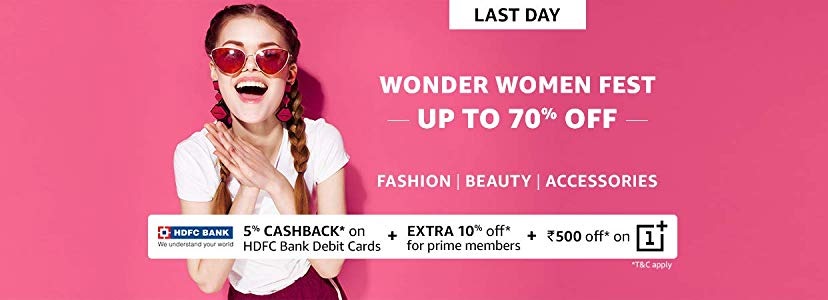 LAST DAY
WONDER WOMEN FEST
— UP TO 70% OFF —
FASHION | BEAUTY | ACCESSORIES
HDFC BANK
We understand your world
5% CASHBACK* on
HDFC Bank Debit Cards
+
EXTRA 10% off*
for prime members
+
₹500 off* on
1+
*T&C apply